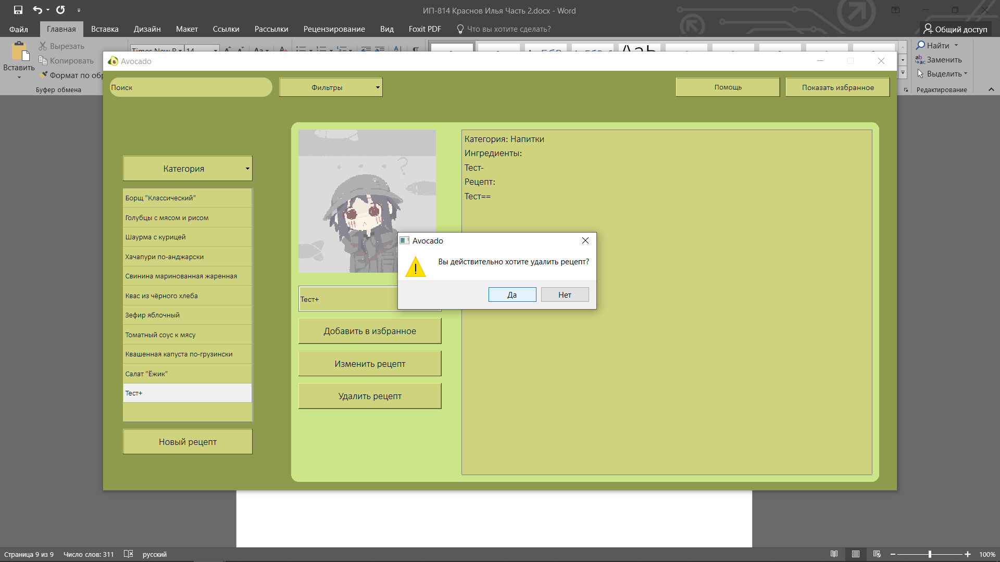 ИП-814 Краснов Илья Часть 2.docx - Word
Файл Главная Вставка Дизайн Макет Ссылки Рассылки Рецензирование Вид Foxit PDF Что вы хотите сделать? Общий доступ
Вставить
Вырезать
Копировать
Формат по об
Буфер обмена
14
Найти
Заменить
Выделить
Редактирование
Avocado
Поиск
Фильтры
Помощь
Показать избранное
Категория
Борщ "Классический"
Голубцы с мясом и рисом
Шаурма с курицей
Хачапури по-анджарски
Свинина маринованная жаренная
Квас из чёрного хлеба
Зефир яблочный
Томатный соус к мясу
Квашенная капуста по-грузински
Салат "Ёжик"
Тест+
Новый рецепт
Тест+
Добавить в избранное
Изменить рецепт
Удалить рецепт
Категория: Напитки
Ингредиенты:
Тест-
Рецепт:
Тест==
Avocado
Вы действительно хотите удалить рецепт?
Да
Нет
Страница 9 из 9 Число слов: 311 русский
100%